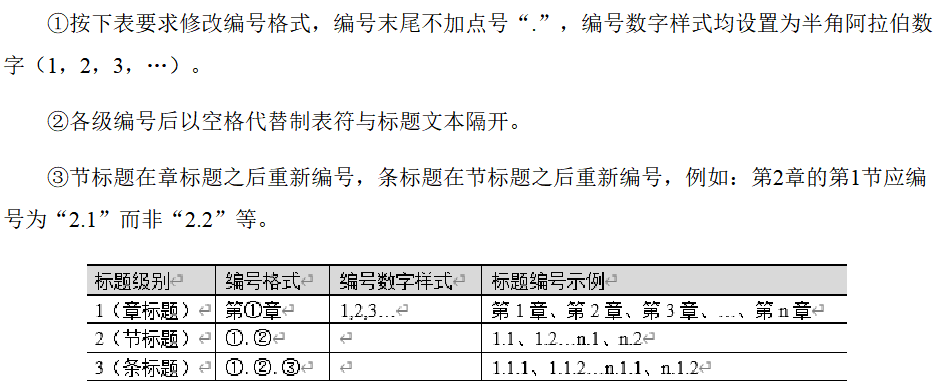 ①按下表要求修改编号格式，编号末尾不加点号“.”，编号数字样式均设置为半角阿拉伯数
字（1，2，3，…）。
②各级编号后以空格代替制表符与标题文本隔开。
③节标题在章标题之后重新编号，条标题在节标题之后重新编号，例如：第2章的第1节应编
号为“2.1”而非“2.2”等。
标题级别↵ 编号格式↵ 编号数字样式↵ 标题编号示例↵
1（章标题）↵ 第①章 1,2,3…↵ 第 1 章、第 2 章、第 3 章、…、第 n 章↵
2（节标题）↵ ①.②↵ ↵ 1.1、1.2…n.1、n.2↵
3（条标题）↵ ①.②.③↵ ↵ 1.1.1、1.1.2…n.1.1、n.1.2↵